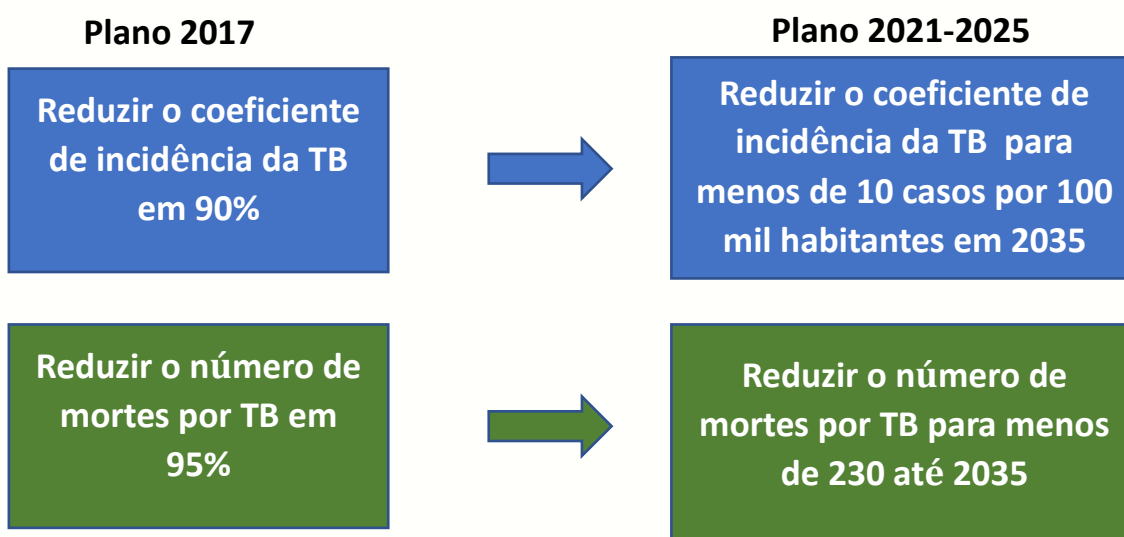 Plano 2017
Plano 2021-2025
Reduzir o coeficiente
de incidência da TB
em 90%
Reduzir o coeficiente de
incidência da TB para
menos de 10 casos por 100
mil habitantes em 2035
Reduzir o número de
mortes por TB em
95%
Reduzir o número de
mortes por TB para menos
de 230 até 2035